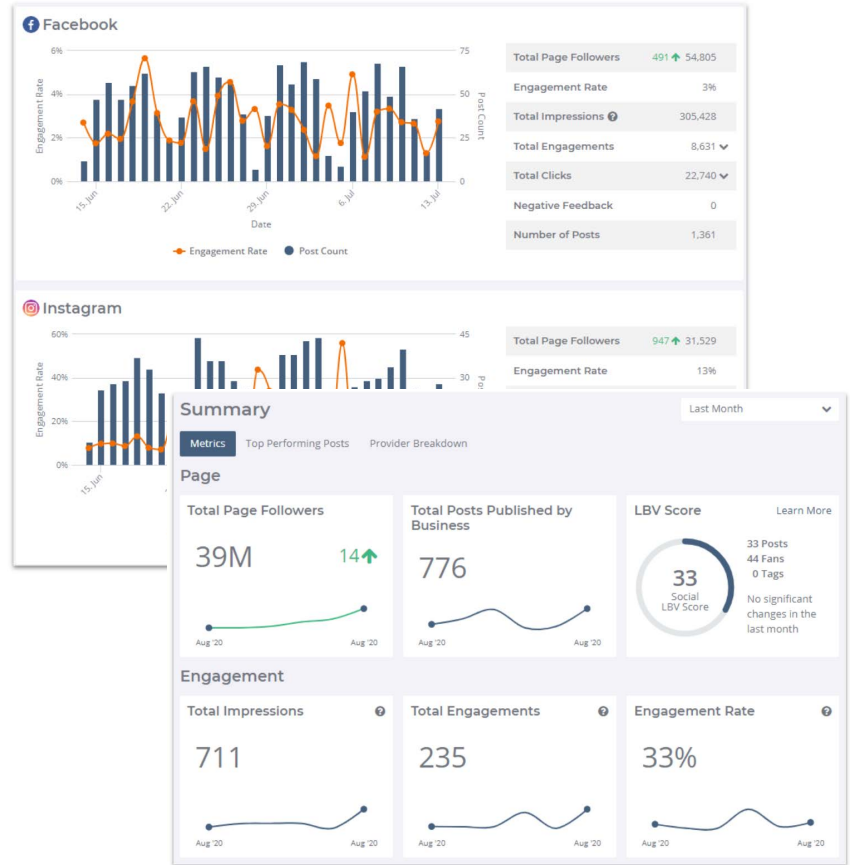 Facebook
6%
4%
2%
0%
Engagement Rate
75
50
25
0
Post Count
15. Jun
22. Jun
29. Jun
6. Jul
13. Jul
Date
Engagement Rate
Post Count
Total Page Followers 491 54,805
Engagement Rate 3%
Total Impressions 305,428
Total Engagements 8,631
Total Clicks 22,740
Negative Feedback 0
Number of Posts 1,361
Instagram
60%
40%
20%
0%
Engagement Rate
45
30
15. Jun
Total Page Followers 947 31,529
Engagement Rate 13%
Summary
Last Month
Metrics Top Performing Posts Provider Breakdown
Page
Total Page Followers
39M 14
Aug '20 Aug '20
Total Posts Published by
Business
776
Aug '20 Aug '20
LBV Score Learn More
33
Social
LBV Score
33 Posts
44 Fans
0 Tags
No significant
changes in the
last month
Engagement
Total Impressions ?
711
Aug '20 Aug '20
Total Engagements ?
235
Aug '20 Aug '20
Engagement Rate ?
33%
Aug '20 Aug '20